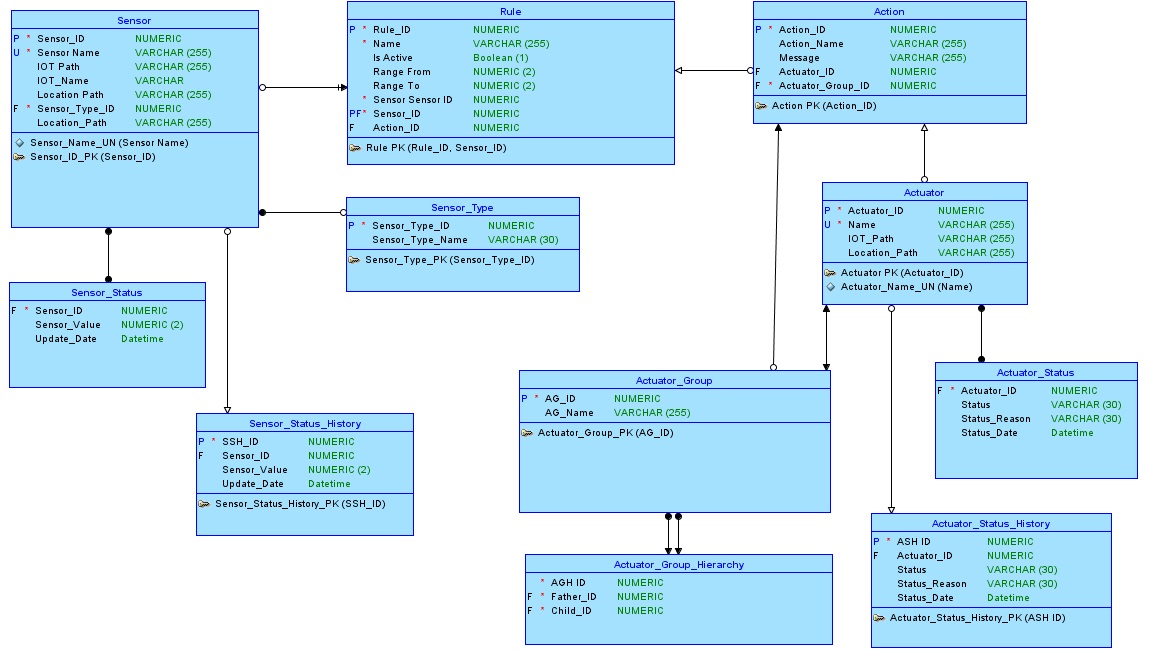 Sensor
P * Sensor_ID NUMERIC
U * Sensor Name VARCHAR (255)
IOT Path VARCHAR (255)
IOT_Name VARCHAR
Location Path VARCHAR (255)
F * Sensor_Type_ID NUMERIC
Location_Path VARCHAR (255)
Sensor_Name_UN (Sensor Name)
Sensor_ID_PK (Sensor_ID)
Rule
P * Rule_ID NUMERIC
* Name VARCHAR (255)
Is Active Boolean (1)
Range From NUMERIC (2)
Range To NUMERIC (2)
* Sensor Sensor ID NUMERIC
PF* Sensor_ID NUMERIC
F Action_ID NUMERIC
Rule PK (Rule_ID, Sensor_ID)
Action
P * Action_ID NUMERIC
Action_Name VARCHAR (255)
Message VARCHAR (255)
F Actuator_ID NUMERIC
F * Actuator_Group_ID NUMERIC
Action PK (Action_ID)
Sensor_Type
P * Sensor_Type_ID NUMERIC
Sensor_Type_Name VARCHAR (30)
Sensor_Type_PK (Sensor_Type_ID)
Actuator
P * Actuator_ID NUMERIC
U * Name VARCHAR (255)
IOT_Path VARCHAR (255)
Location_Path VARCHAR (255)
Actuator PK (Actuator_ID)
Actuator_Name_UN (Name)
Sensor_Status
F * Sensor_ID NUMERIC
Sensor_Value NUMERIC (2)
Update_Date Datetime
Actuator_Group
P * AG_ID NUMERIC
AG_Name VARCHAR (255)
Actuator_Group_PK (AG_ID)
Actuator_Status
F * Actuator_ID NUMERIC
Status VARCHAR (30)
Status_Reason VARCHAR (30)
Status_Date Datetime
Sensor_Status_History
P * SSH_ID NUMERIC
F Sensor_ID NUMERIC
Sensor_Value NUMERIC (2)
Update_Date Datetime
Sensor_Status_History_PK (SSH_ID)
Actuator_Group_Hierarchy
* AGH ID NUMERIC
F * Father_ID NUMERIC
F * Child_ID NUMERIC
Actuator_Status_History
P * ASH ID NUMERIC
F Actuator_ID NUMERIC
Status VARCHAR (30)
Status_Reason VARCHAR (30)
Status_Date Datetime
Actuator_Status_History_PK (ASH ID)